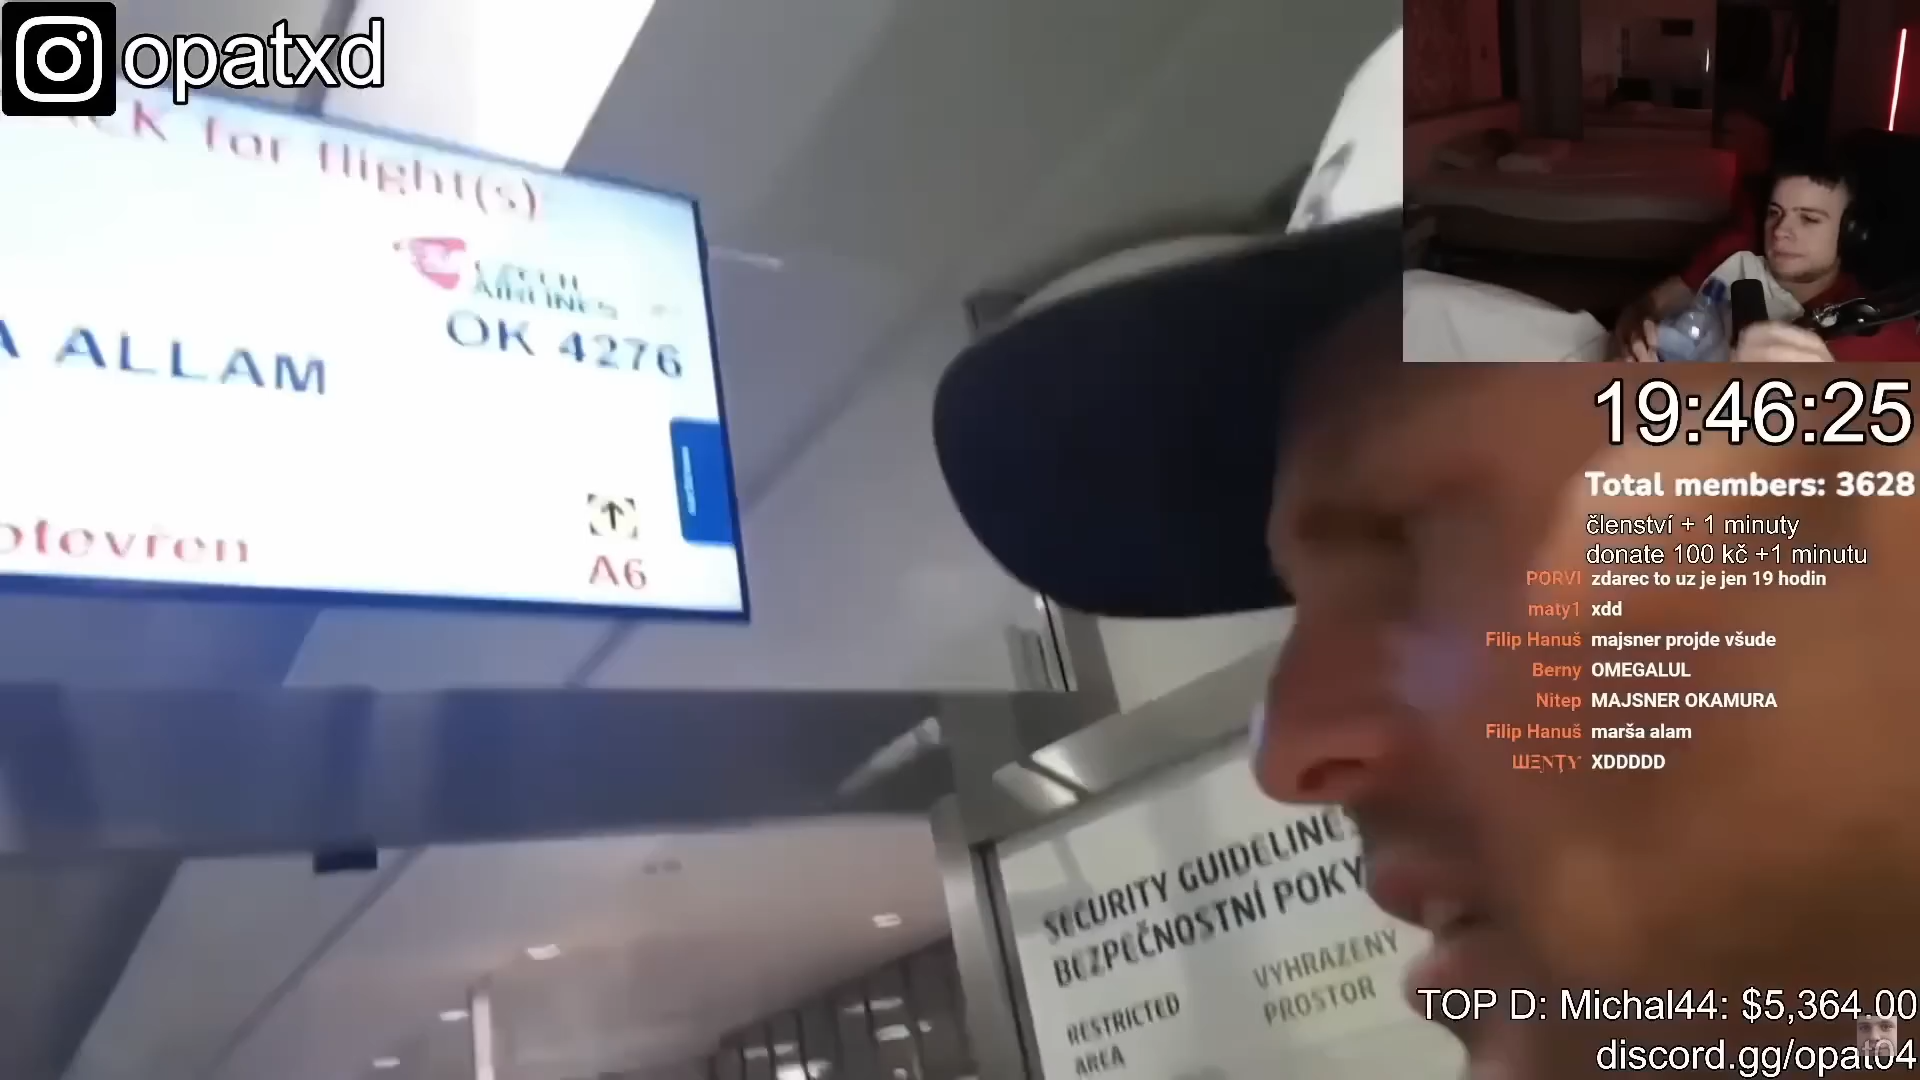 opatxd
for flight(s)
CZECH
AIRLINES
OK 4276
ALLAM
otevřen
A6
SECURITY GUIDELINE
BEZPEČNOSTNÍ POKY
VYHRAZENÝ
PROSTOR
RESTRICTED
AREA
19:46:25
Total members: 3628
členství + 1 minuty
donate 100 kč +1 minutu
PORVI zdarec to uz je jen 19 hodin
maty1 xdd
Filip Hanuš majsner projde všude
Berny OMEGALUL
Nitep MAJSNER OKAMURA
Filip Hanuš marša alam
XDDDDD
TOP D: Michal44: $5,364.00
discord.gg/opat04